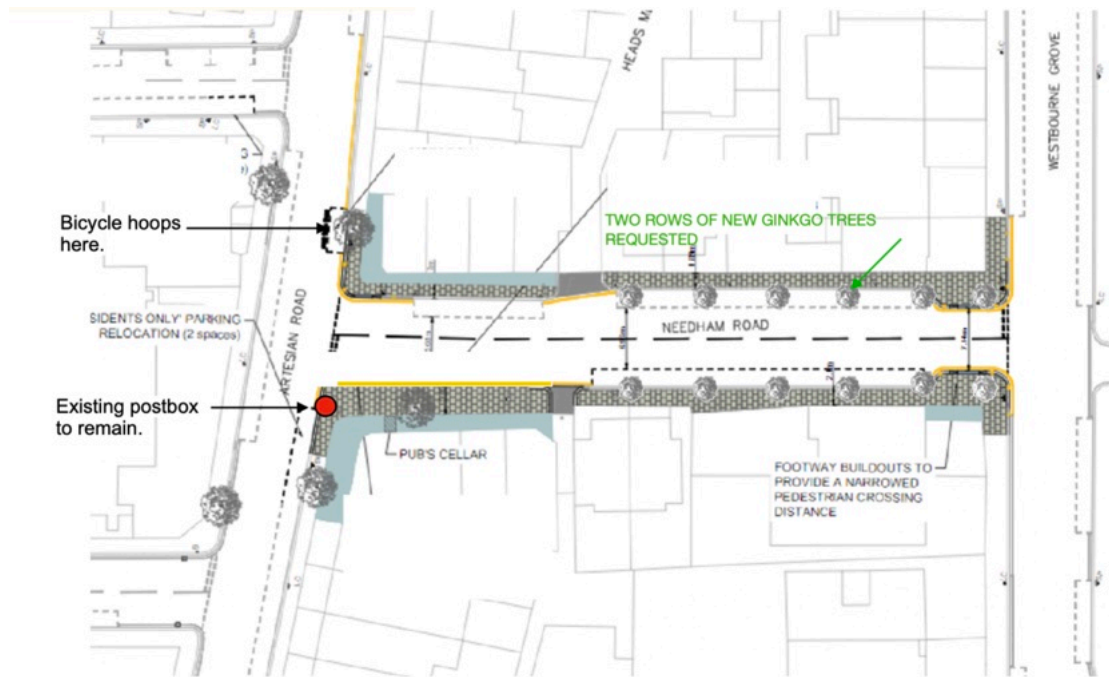 HEADS M
WESTBOURNE GROVE
Bicycle hoops
here.
TWO ROWS OF NEW GINKGO TREES
REQUESTED
NEEDHAM ROAD
SIDENTS ONLY' PARKING
RELOCATION (2 spaces)
ARTESIAN ROAD
Existing postbox
to remain.
PUB'S CELLAR
FOOTWAY BUILDOUTS TO
PROVIDE A NARROWED
PEDESTRIAN CROSSING
DISTANCE